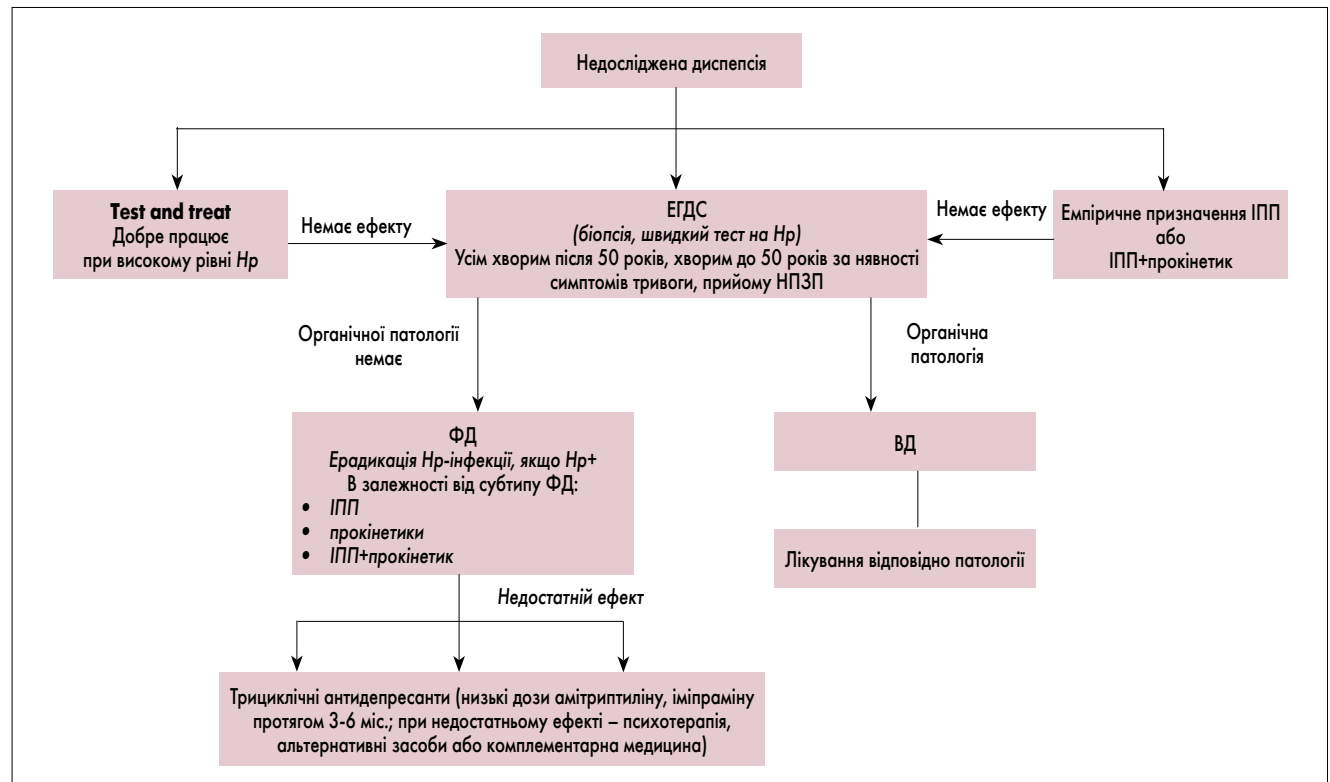 Недосліджена диспепсія
Test and treat
Добре працює
при високому рівні Hp
Немає ефекту
ЕГДС
(біопсія, швидкий тест на Hp)
Усім хворим після 50 років, хворим до 50 років за нявності
симптомів тривоги, прийому НПЗП
Немає ефекту
Емпіричне призначення ІПП
або
ІПП+прокінетик
Органічної патології
немає
Органічна
патологія
ФД
Ерадикація Нр-інфекції, якщо Нр+
В залежності від субтипу ФД:
• ІПП
• прокінетики
• ІПП+прокінетик
ВД
Лікування відповідно патології
Недостатній ефект
Трициклічні антидепресанти (низькі дози амітриптиліну, іміпраміну
протягом 3-6 міс.; при недостатньому ефекті – психотерапія,
альтернативні засоби або комплементарна медицина)